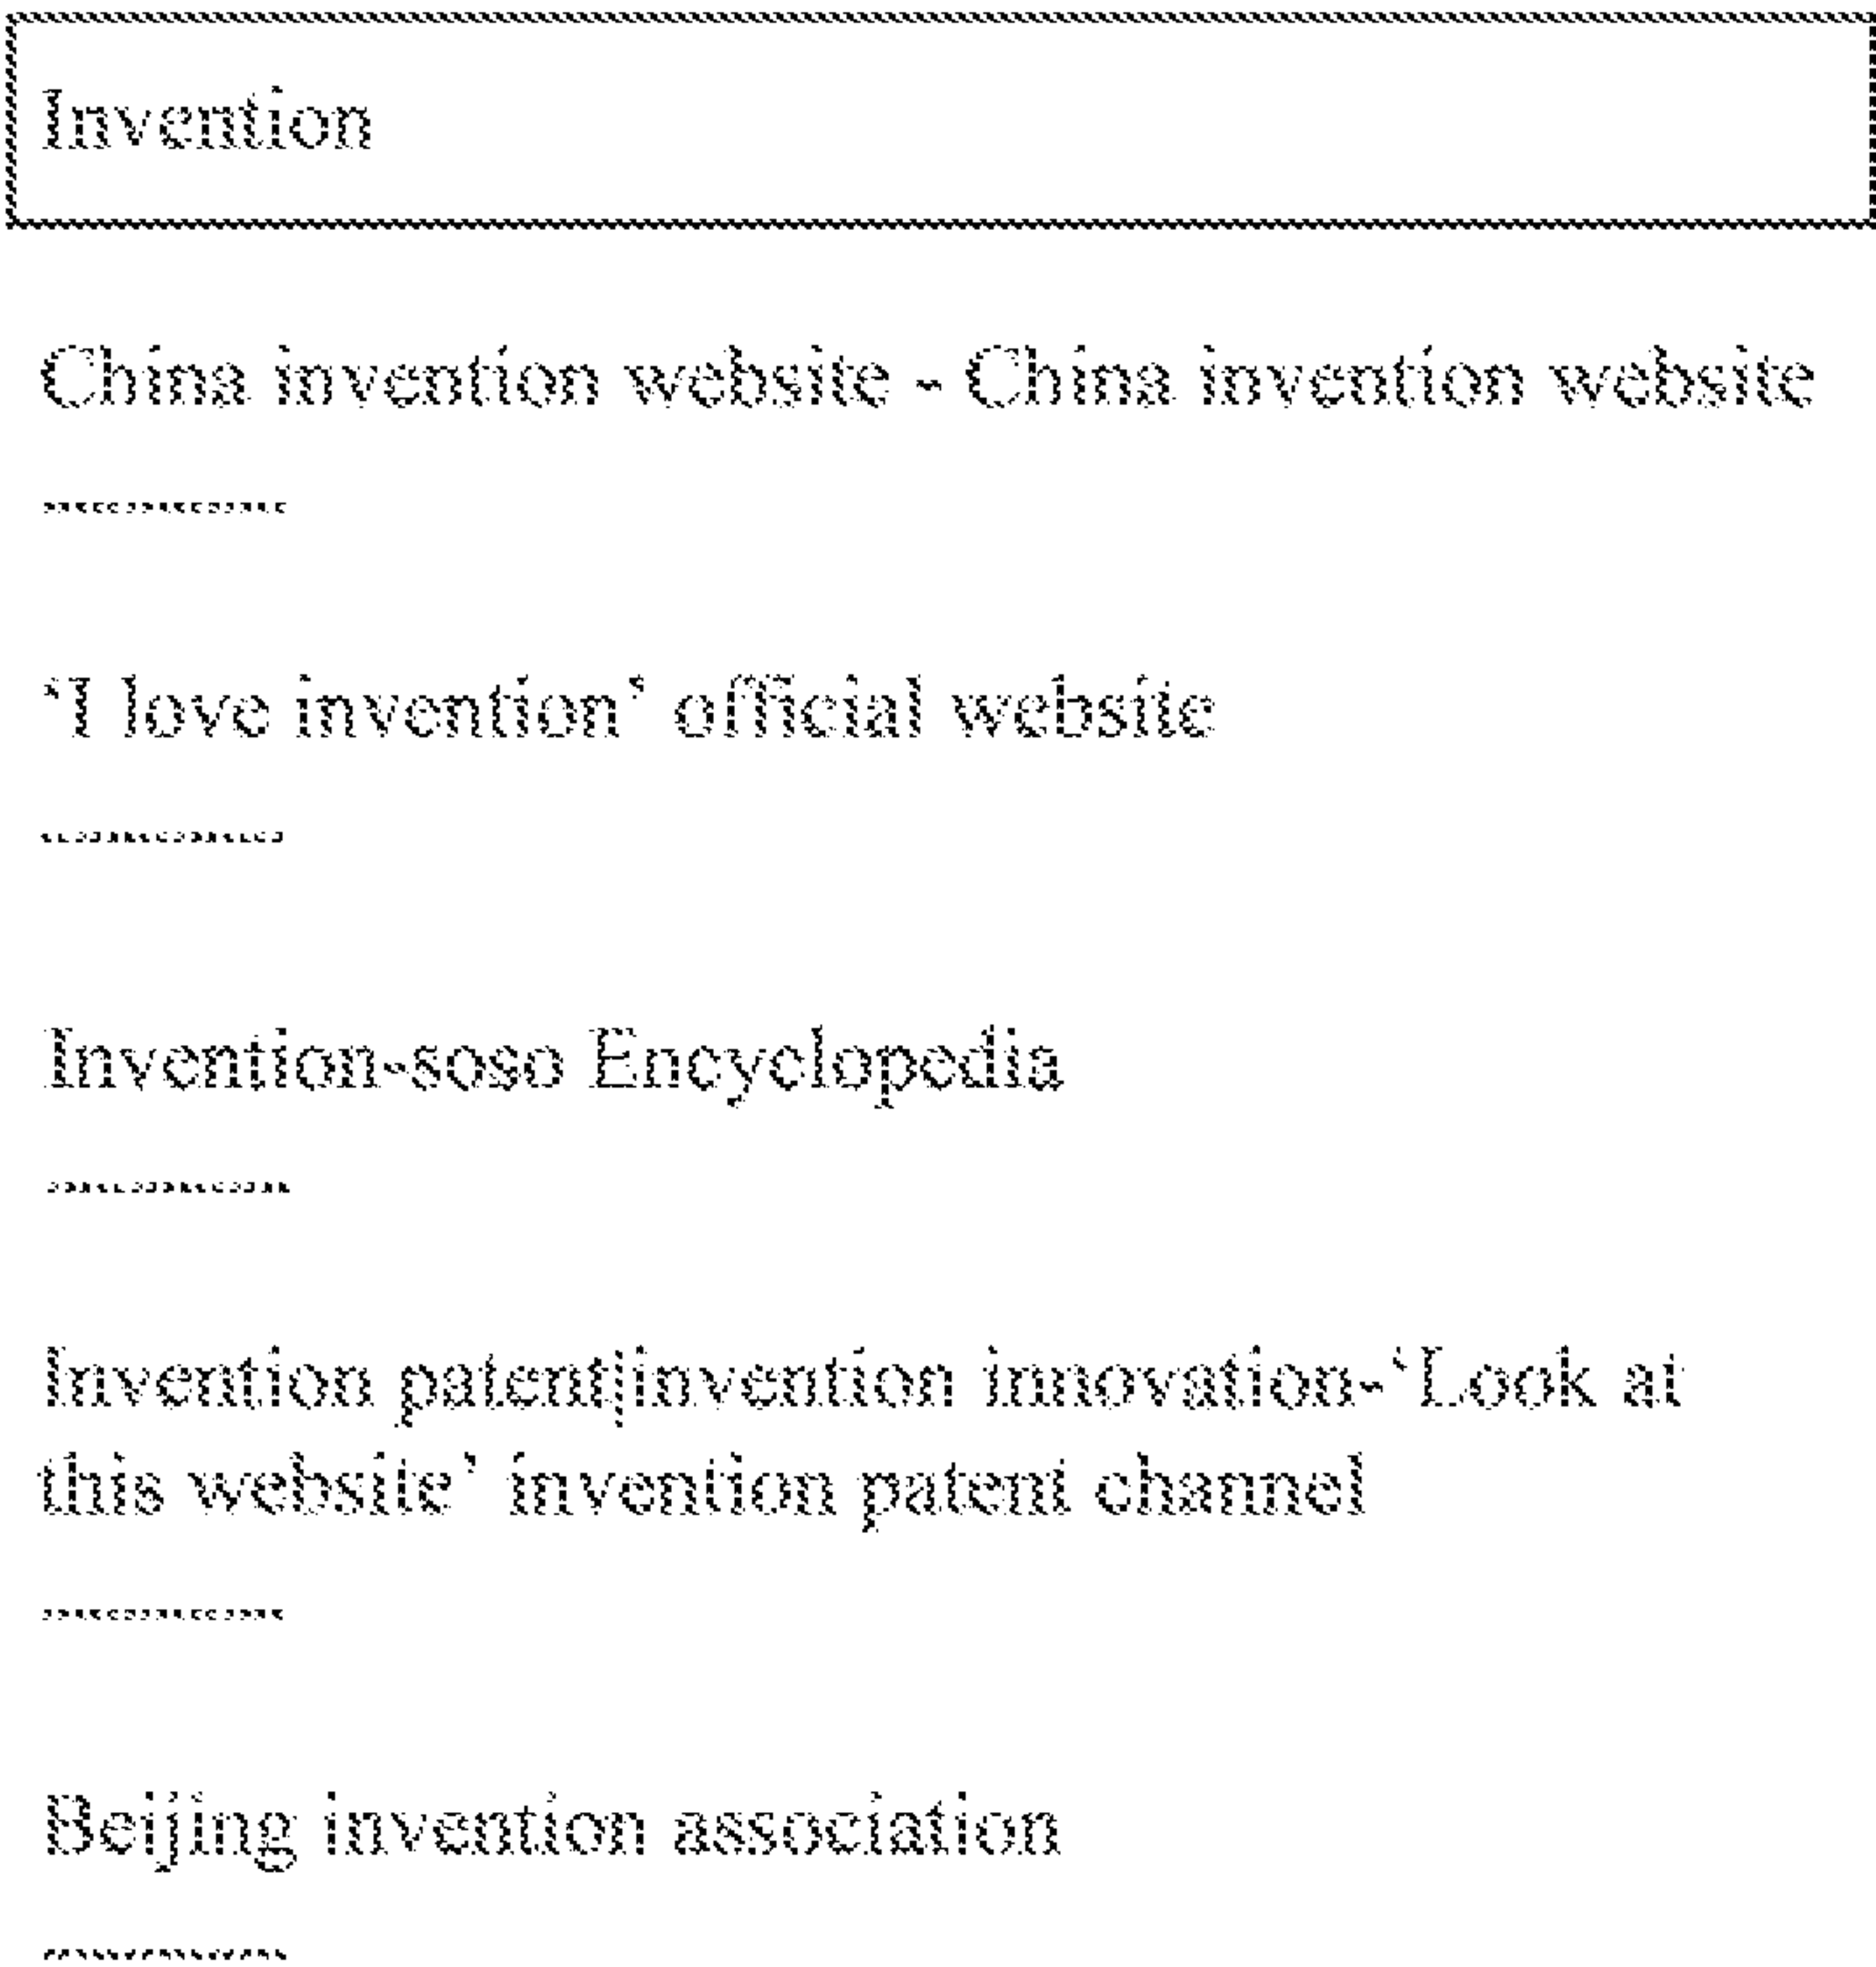 Invention
China invention website - China invention website
.............
'I love invention' official website
.............
Invention-soso Encyclopedia
.............
Invention patent|invention innovation-'Look at
this website' invention patent channel
.............
Beijing invention association
.............